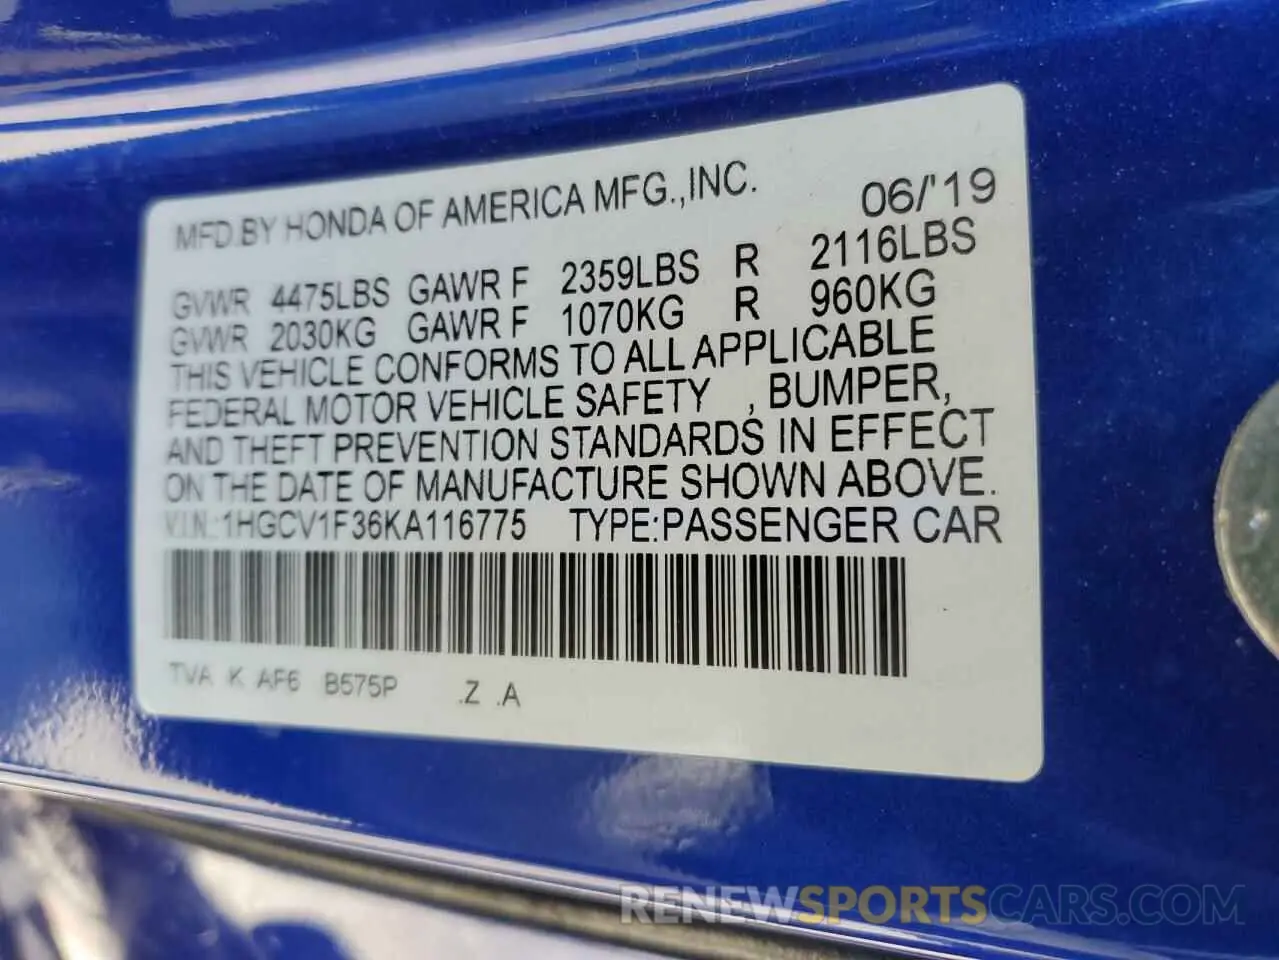 MFD.BY HONDA OF AMERICA MFG.,INC. 06/'19
GVWR 4475LBS GAWR F 2359LBS R 2116LBS
GVWR 2030KG GAWR F 1070KG R 960KG
THIS VEHICLE CONFORMS TO ALL APPLICABLE
FEDERAL MOTOR VEHICLE SAFETY , BUMPER,
AND THEFT PREVENTION STANDARDS IN EFFECT
ON THE DATE OF MANUFACTURE SHOWN ABOVE.
V.I.N.:1HGCV1F36KA116775 TYPE:PASSENGER CAR
TVA K AF6 B575P .Z .A
RENEWSPORTSCARS.COM